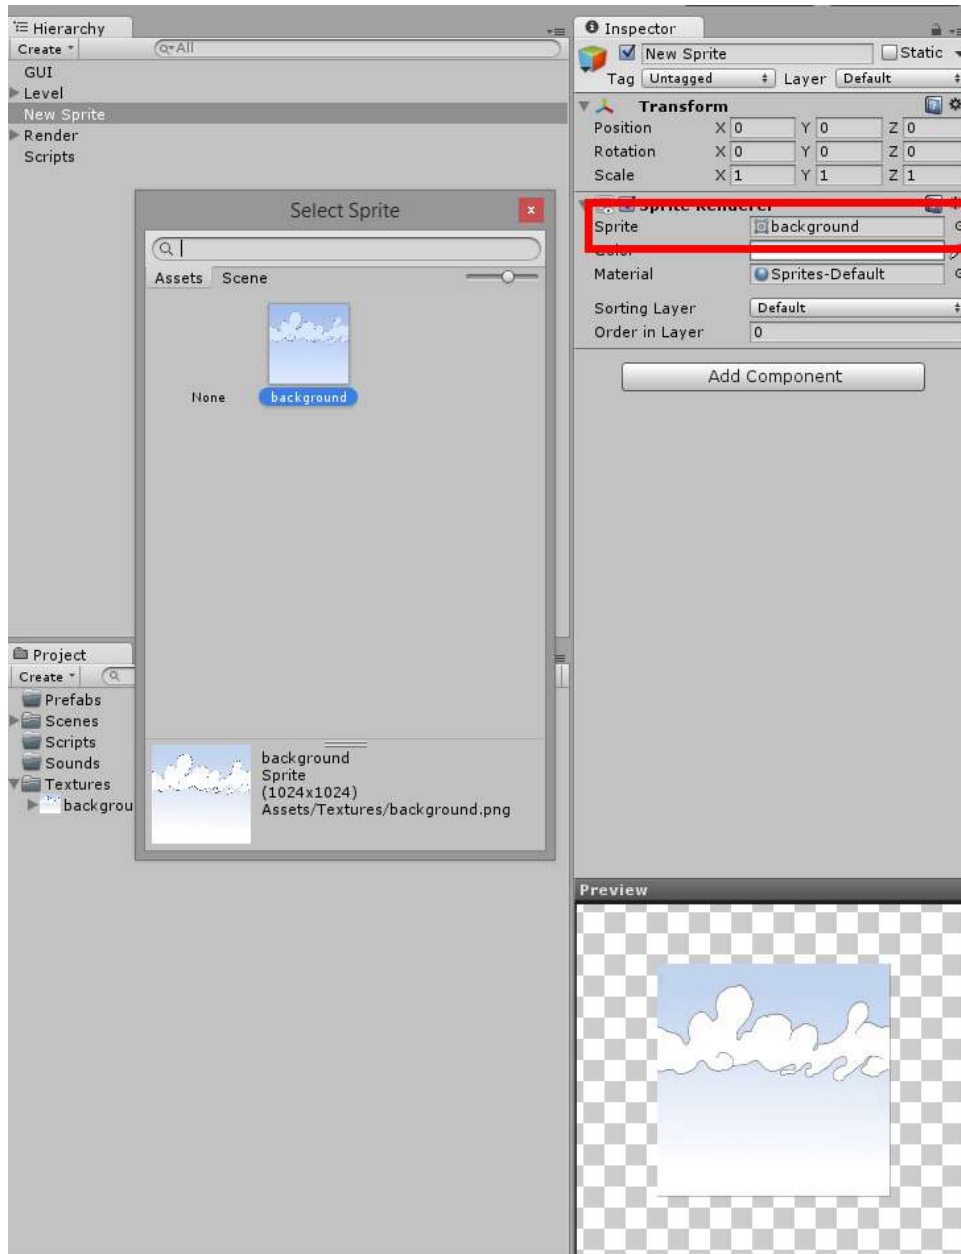 Hierarchy
Create
All
GUI
Level
New Sprite
Render
Scripts
Select Sprite
x
Assets Scene
None background
background
Sprite
(1024x1024)
Assets/Textures/background.png
Project
Create
Prefabs
Scenes
Scripts
Sounds
Textures
backgrou
Inspector
New Sprite Static
Tag Untagged Layer Default
Transform
Position X 0 Y 0 Z 0
Rotation X 0 Y 0 Z 0
Scale X 1 Y 1 Z 1
Sprite Renderer
Sprite background
Color
Material Sprites-Default
Sorting Layer Default
Order in Layer 0
Add Component
Preview